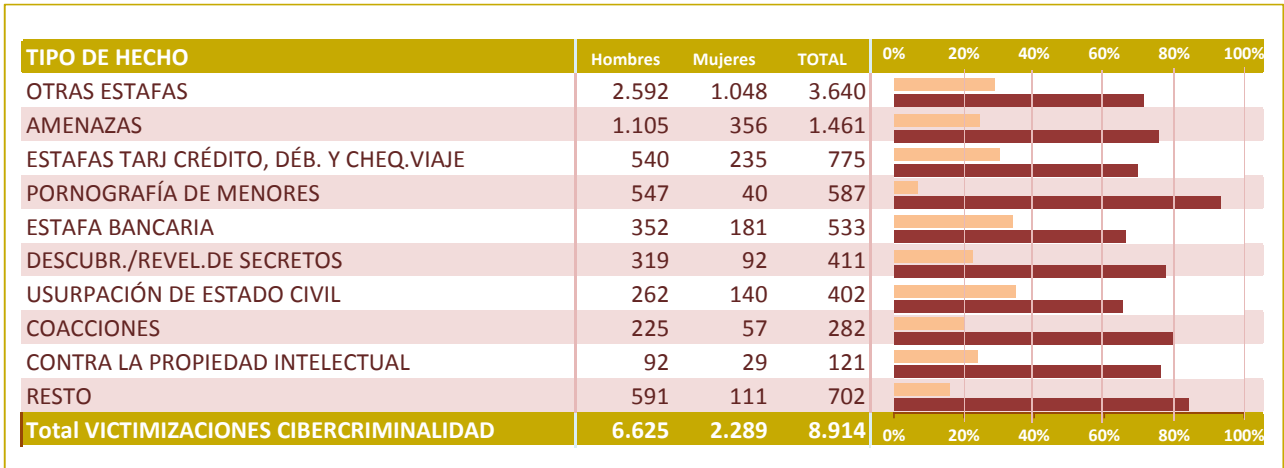 TIPO DE HECHO Hombres Mujeres TOTAL 0% 20% 40% 60% 80% 100%
OTRAS ESTAFAS 2.592 1.048 3.640
AMENAZAS 1.105 356 1.461
ESTAFAS TARJ CRÉDITO, DÉB. Y CHEQ.VIAJE 540 235 775
PORNOGRAFÍA DE MENORES 547 40 587
ESTAFA BANCARIA 352 181 533
DESCUBR./REVEL.DE SECRETOS 319 92 411
USURPACIÓN DE ESTADO CIVIL 262 140 402
COACCIONES 225 57 282
CONTRA LA PROPIEDAD INTELECTUAL 92 29 121
RESTO 591 111 702
Total VICTIMIZACIONES CIBERCRIMINALIDAD 6.625 2.289 8.914 0% 20% 40% 60% 80% 100%